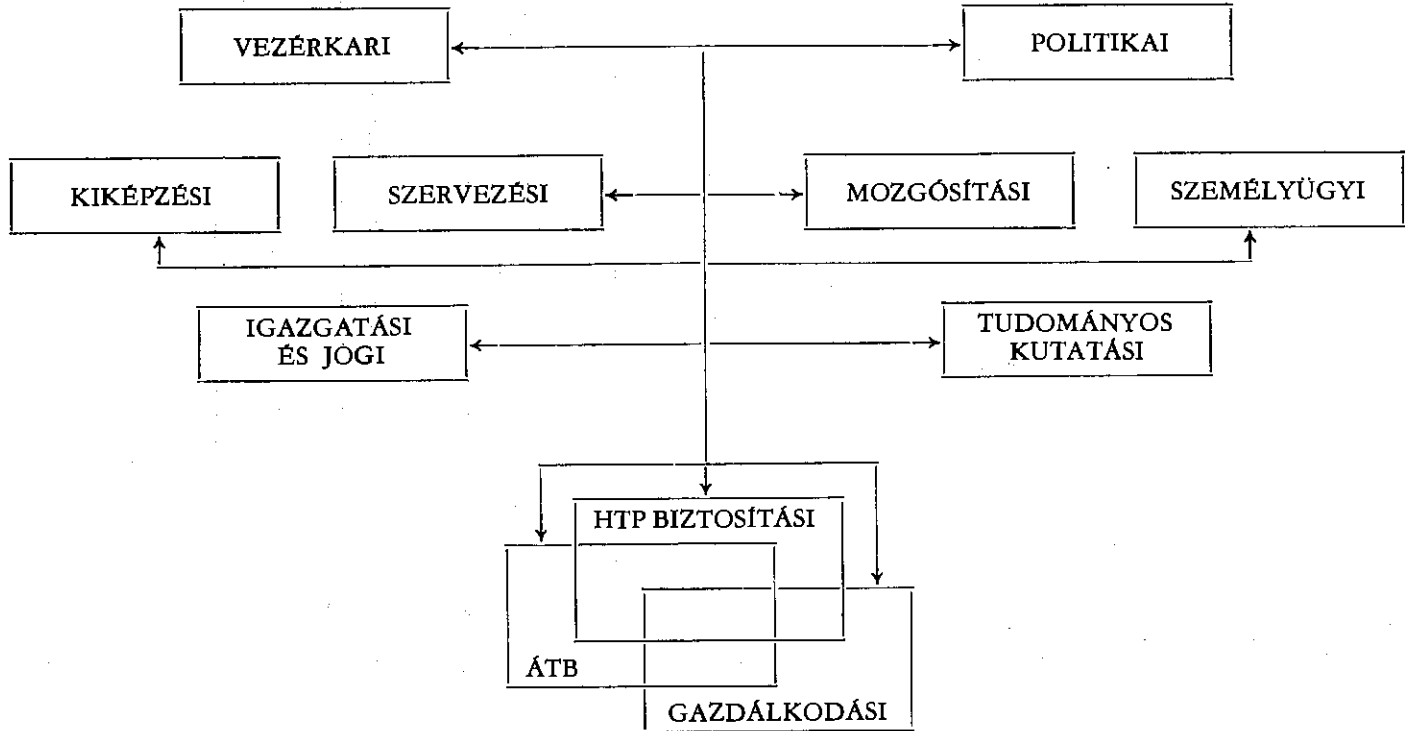 VEZÉRKARI
POLITIKAI
KIKÉPZÉSI
SZERVEZÉSI
MOZGÓSÍTÁSI
SZEMÉLYÜGYI
IGAZGATÁSI
ÉS JOGI
TUDOMÁNYOS
KUTATÁSI
HTP BIZTOSÍTÁSI
ÁTB
GAZDÁLKODÁSI